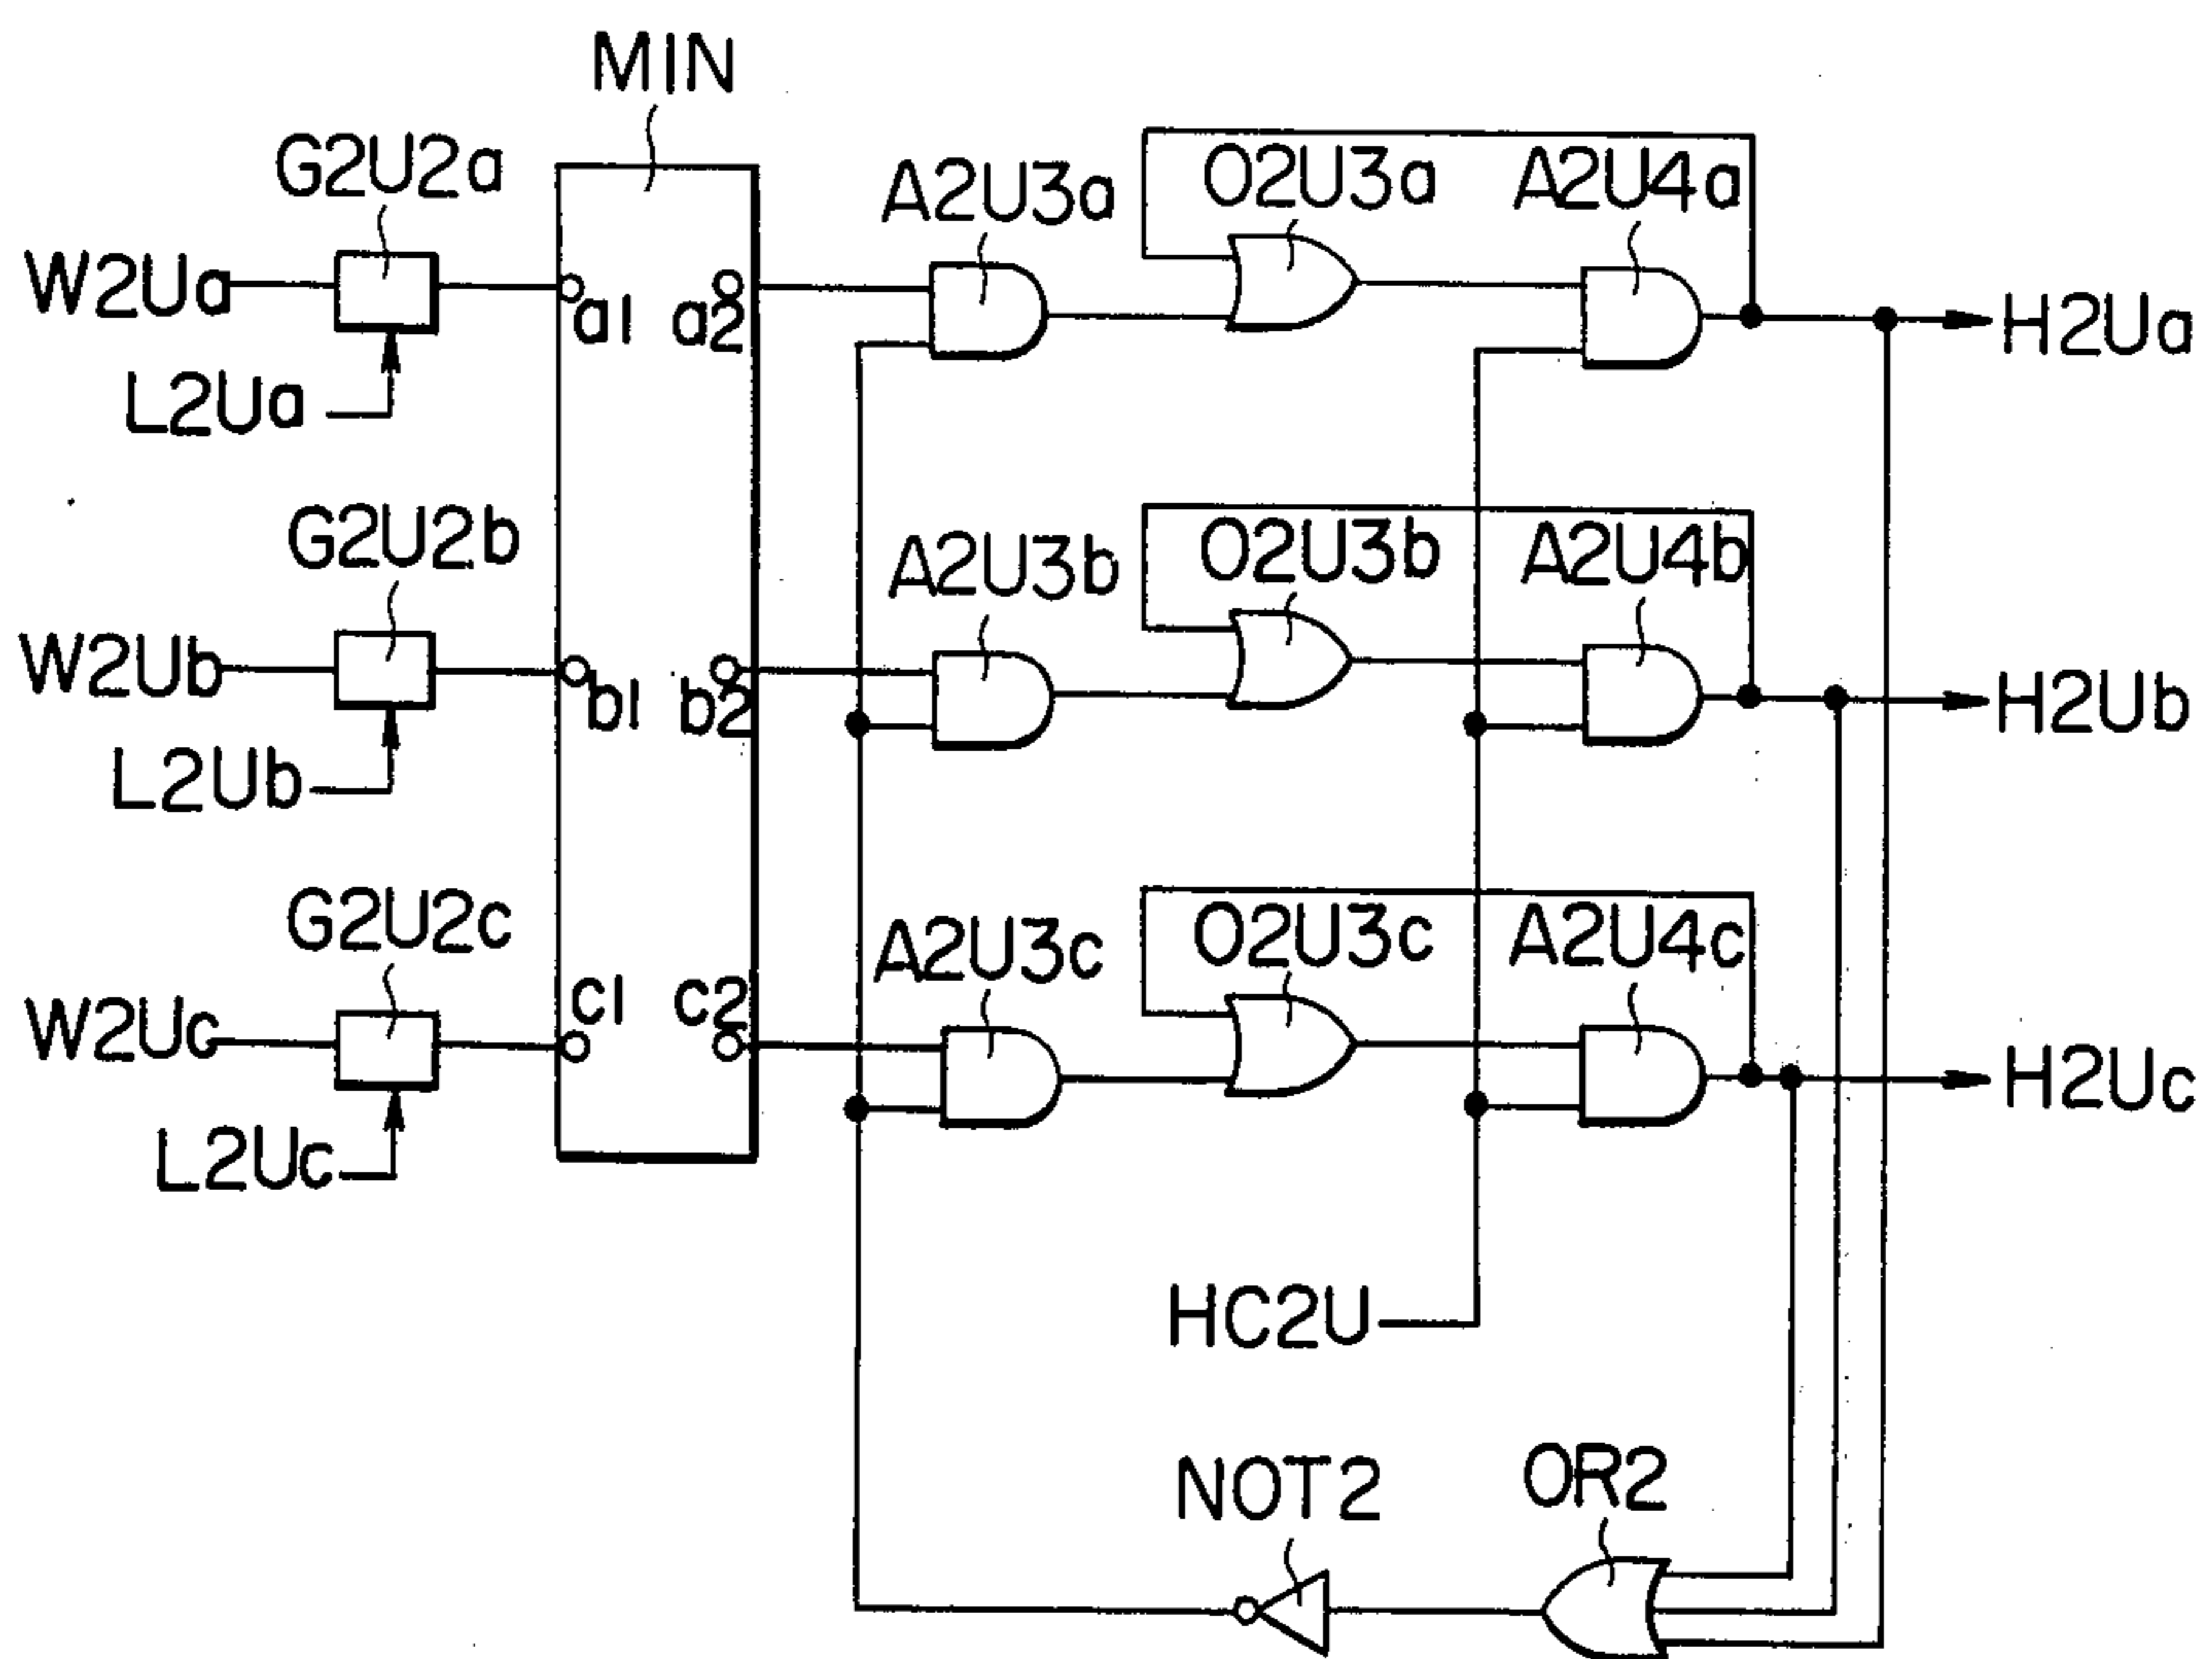 MIN
G2U2a
A2U3a
O2U3a
A2U4a
W2Ua
a1
a2
H2Ua
L2Ua
G2U2b
A2U3b
O2U3b
A2U4b
W2Ub
b1
b2
H2Ub
L2Ub
G2U2c
A2U3c
O2U3c
A2U4c
W2Uc
c1
c2
H2Uc
L2Uc
HC2U
NOT2
OR2